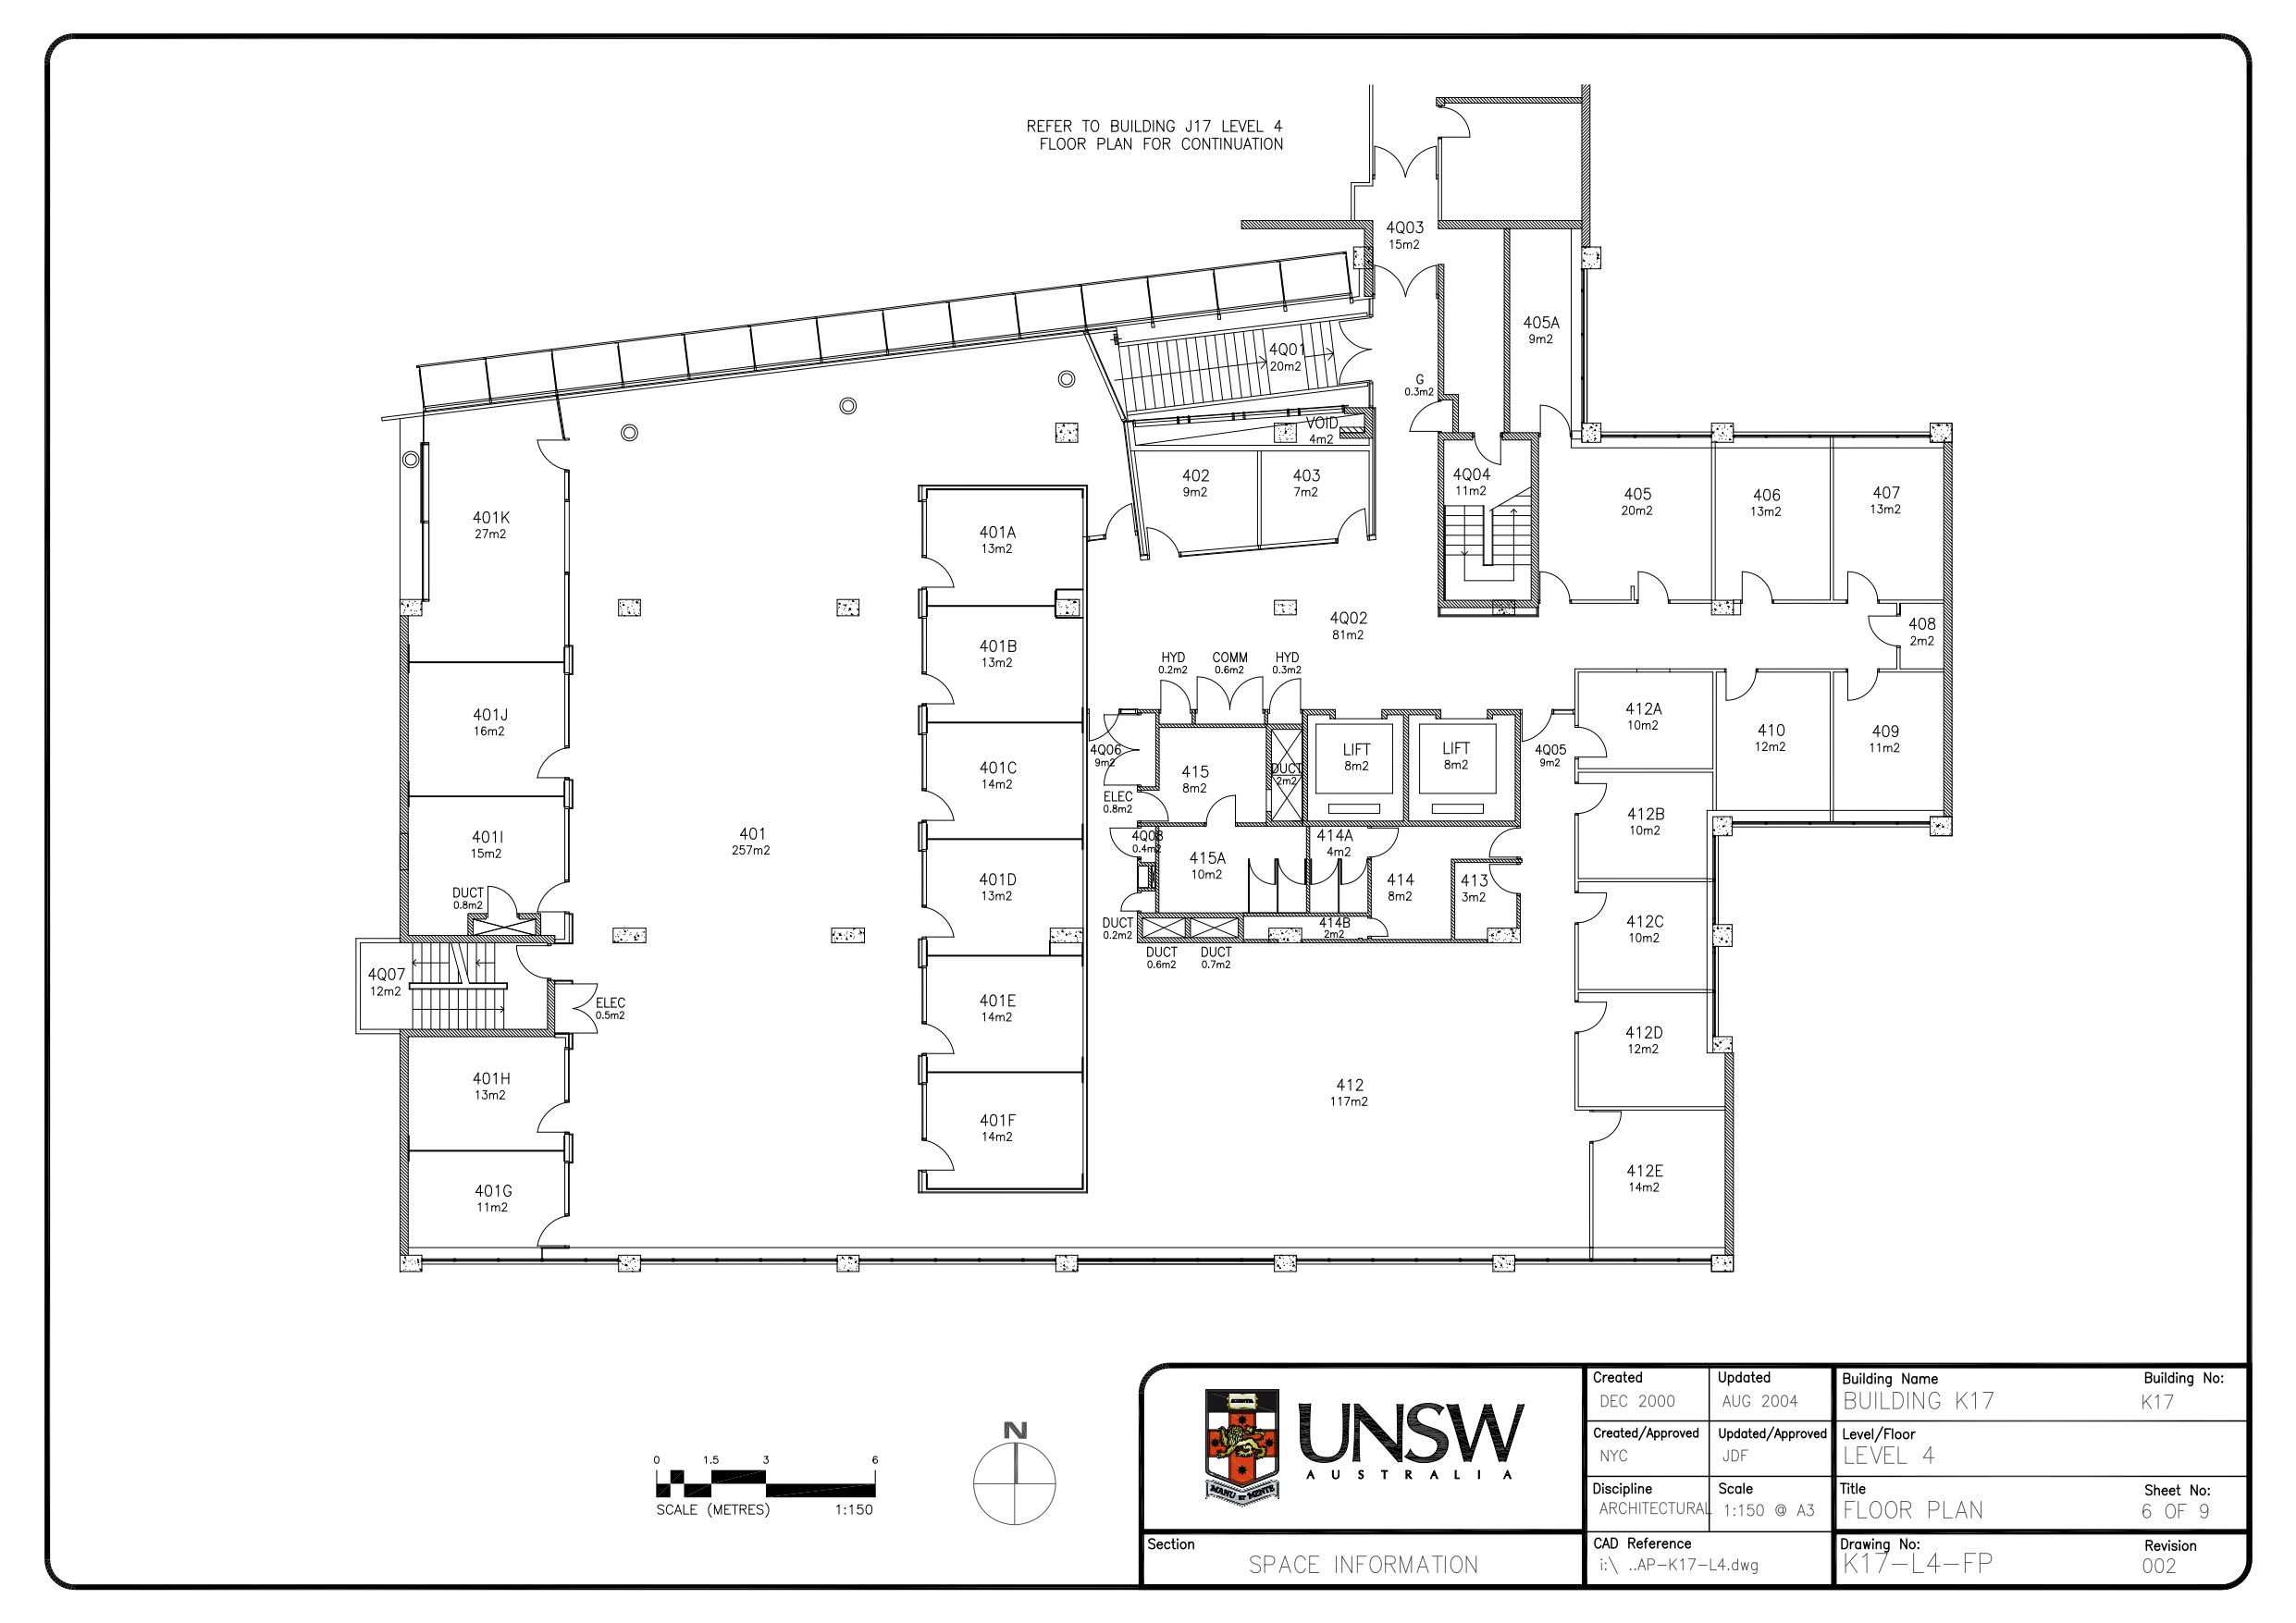 REFER TO BUILDING J17 LEVEL 4
FLOOR PLAN FOR CONTINUATION
4Q03
15m2
405A
9m2
4Q01
20m2
G
0.3m2
VOID
4m2
402
9m2
403
7m2
4Q04
11m2
405
20m2
406
13m2
407
13m2
401K
27m2
401A
13m2
4Q02
81m2
408
2m2
401B
13m2
HYD
0.2m2
COMM
0.6m2
HYD
0.3m2
401J
16m2
412A
10m2
410
12m2
409
11m2
4Q06
9m2
401C
14m2
415
8m2
DUCT
2m2
LIFT
8m2
LIFT
8m2
4Q05
9m2
ELEC
0.8m2
412B
10m2
401
257m2
401I
15m2
4Q08
0.4m2
414A
4m2
415A
10m2
DUCT
0.8m2
401D
13m2
414
8m2
413
3m2
DUCT
0.2m2
414B
2m2
412C
10m2
DUCT
0.6m2
DUCT
0.7m2
4Q07
12m2
ELEC
0.5m2
401E
14m2
412D
12m2
401H
13m2
412
117m2
401F
14m2
412E
14m2
401G
11m2
N
0 1.5 3 6
SCALE (METRES) 1:150
KENTIA
MANU ET MENTE
UNSW
AUSTRALIA
Section
SPACE INFORMATION
Created
DEC 2000
Updated
AUG 2004
Created/Approved
NYC
Updated/Approved
JDF
Discipline
ARCHITECTURAL
Scale
1:150 @ A3
CAD Reference
i:\ ..AP-K17-L4.dwg
Building Name
BUILDING K17
Building No:
K17
Level/Floor
LEVEL 4
Title
FLOOR PLAN
Sheet No:
6 OF 9
Drawing No:
K17-L4-FP
Revision
002